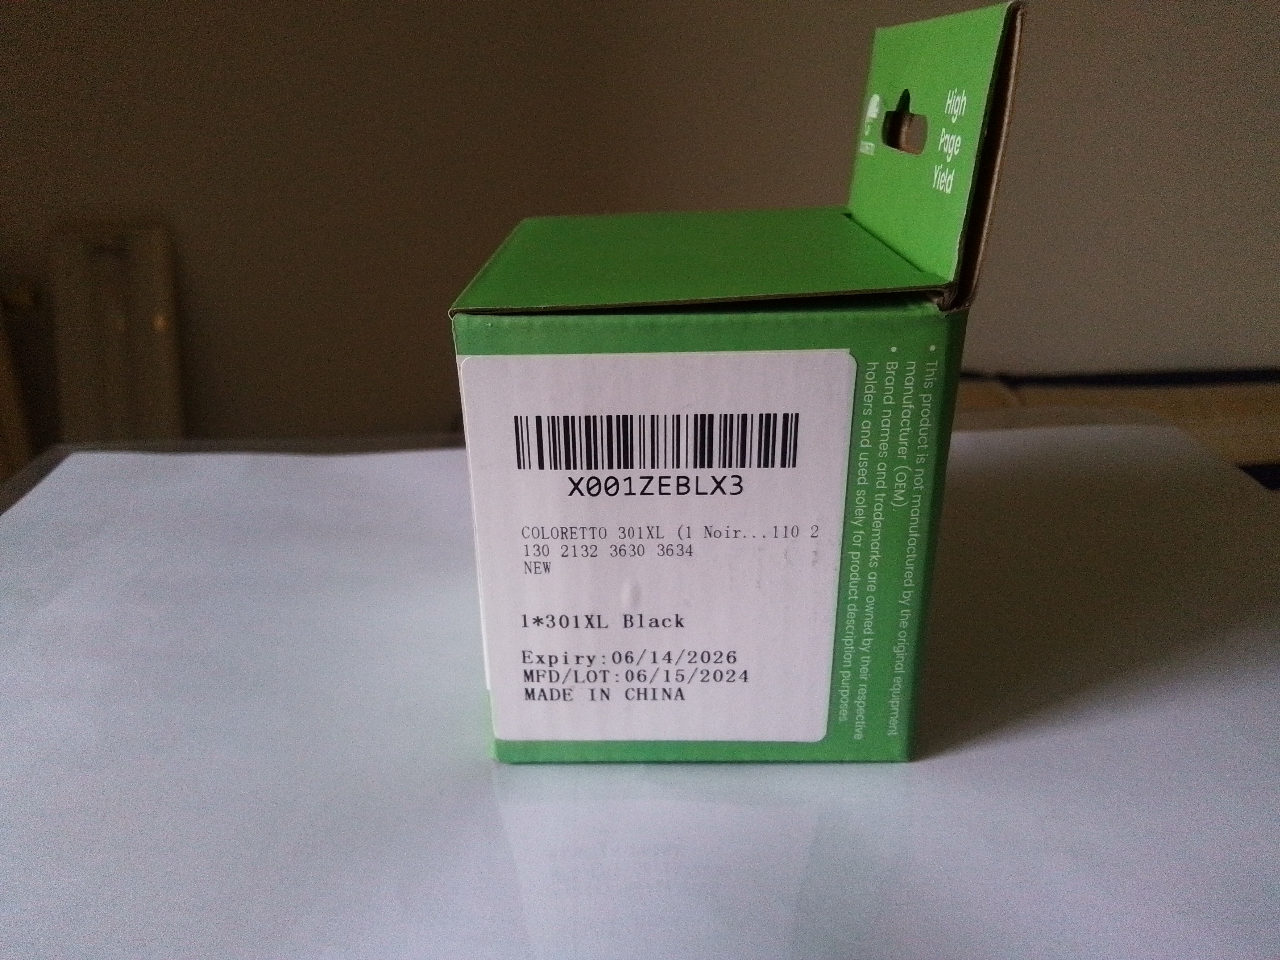 High
Page
Yield
X001ZEBLX3
COLORETTO 301XL (1 Noir...110 2
130 2132 3630 3634
NEW
1*301XL Black
Expiry:06/14/2026
MFD/LOT:06/15/2024
MADE IN CHINA
• This product is not manufactured by the original equipment
manufacturer (OEM).
• Brand names and trademarks are owned by their respective
holders and used solely for product description purposes.